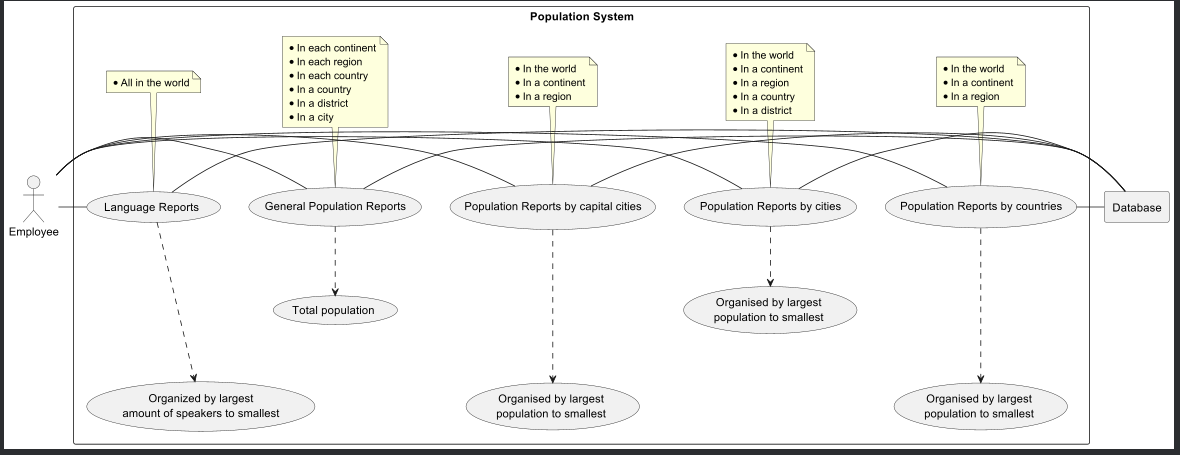 Population System
• All in the world
• In each continent
• In each region
• In each country
• In a country
• In a district
• In a city
• In the world
• In a continent
• In a region
• In the world
• In a continent
• In a region
• In a country
• In a district
• In the world
• In a continent
• In a region
Employee
Language Reports
General Population Reports
Population Reports by capital cities
Population Reports by cities
Population Reports by countries
Database
Total population
Organised by largest
population to smallest
Organized by largest
amount of speakers to smallest
Organised by largest
population to smallest
Organised by largest
population to smallest